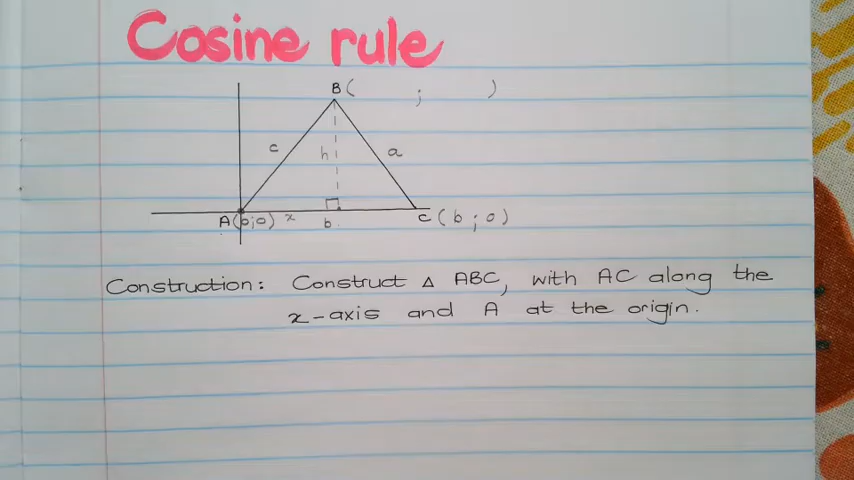 Cosine rule
B ( ; )
c
h
a
A(0;0) x
b
C (b ; 0)
Construction: Construct △ ABC, with AC along the
x-axis and A at the origin.